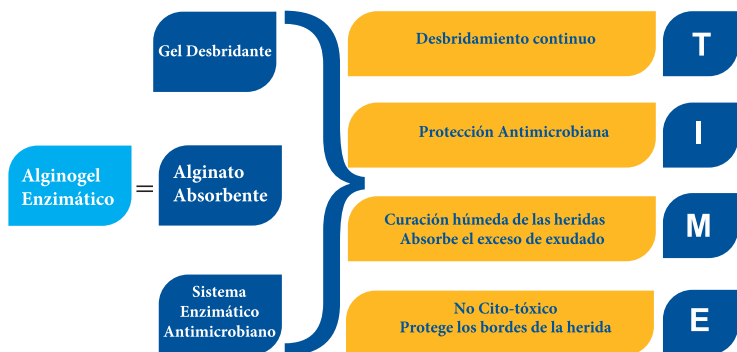 Alginogel
Enzimático
=
Gel Desbridante
Alginato
Absorbente
Sistema
Enzimático
Antimicrobiano
Desbridamiento continuo
T
Protección Antimicrobiana
I
Curación húmeda de las heridas
Absorbe el exceso de exudado
M
No Cito-tóxico
Protege los bordes de la herida
E